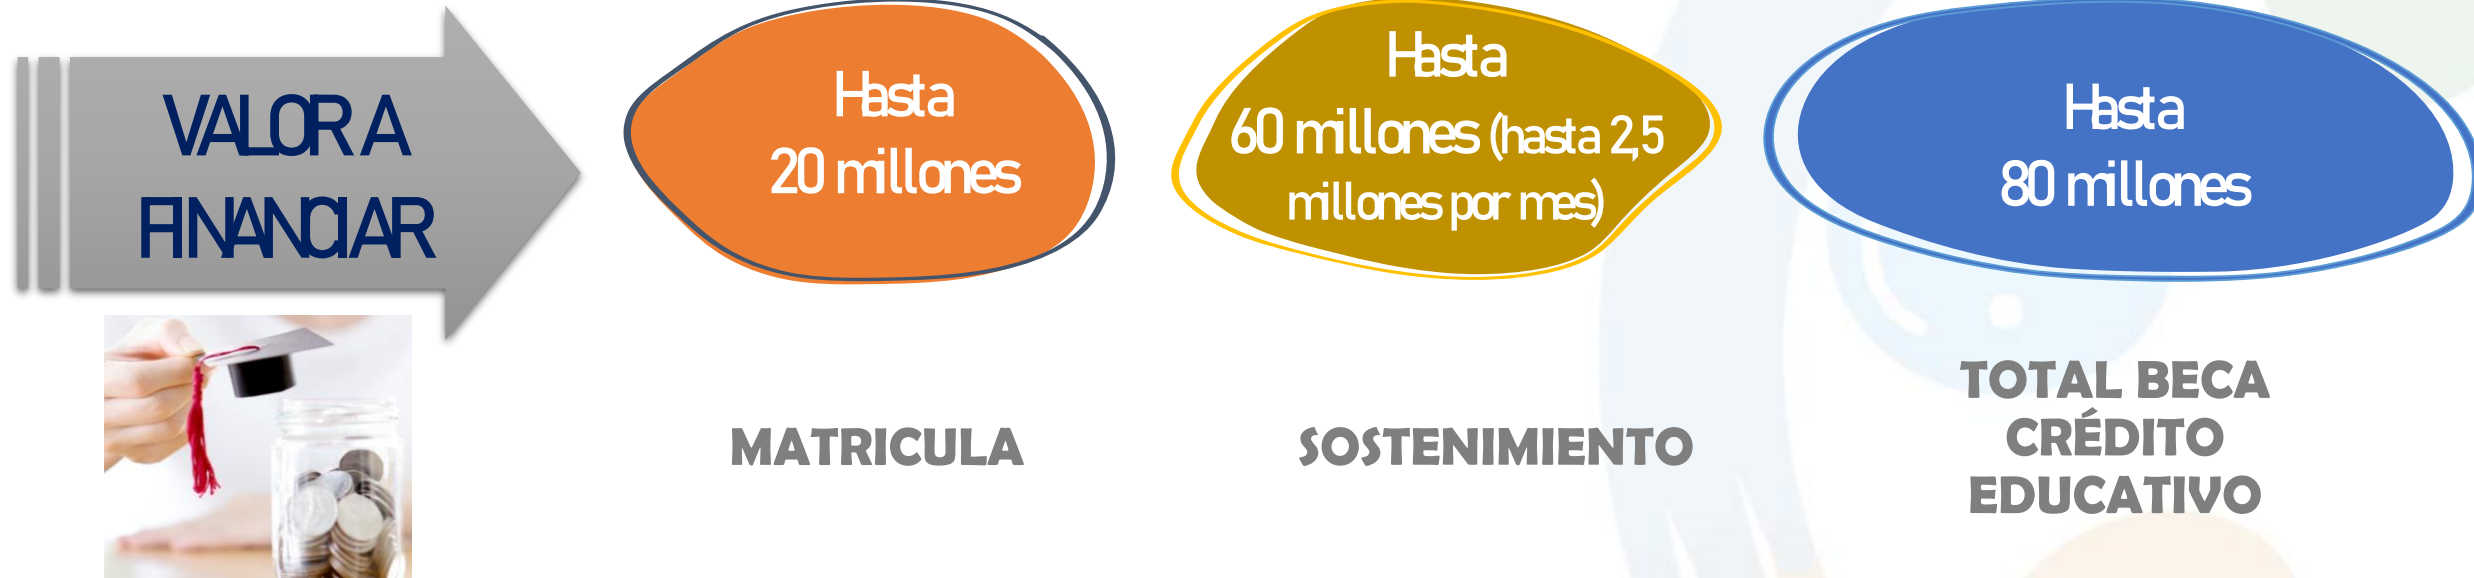 VALOR A
FINANCIAR
Hasta
20 millones
Hasta
60 millones (hasta 2,5
millones por mes)
Hasta
80 millones
MATRICULA
SOSTENIMIENTO
TOTAL BECA
CRÉDITO
EDUCATIVO